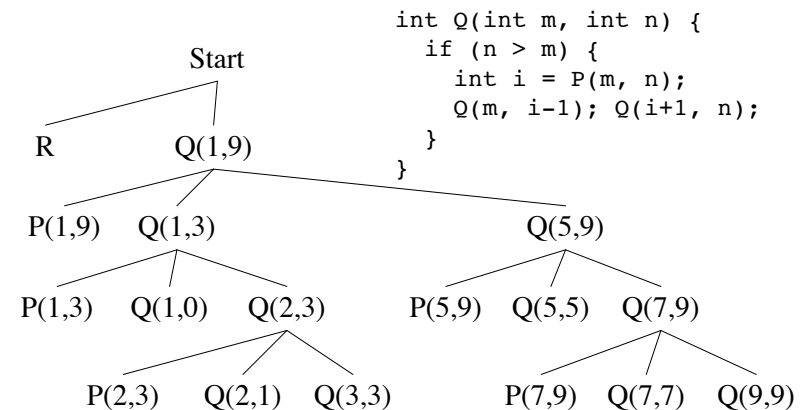 int Q(int m, int n) {
if (n > m) {
int i = P(m, n);
Q(m, i-1); Q(i+1, n);
}
}
Start
R Q(1,9)
P(1,9) Q(1,3) Q(5,9)
P(1,3) Q(1,0) Q(2,3) P(5,9) Q(5,5) Q(7,9)
P(2,3) Q(2,1) Q(3,3) P(7,9) Q(7,7) Q(9,9)